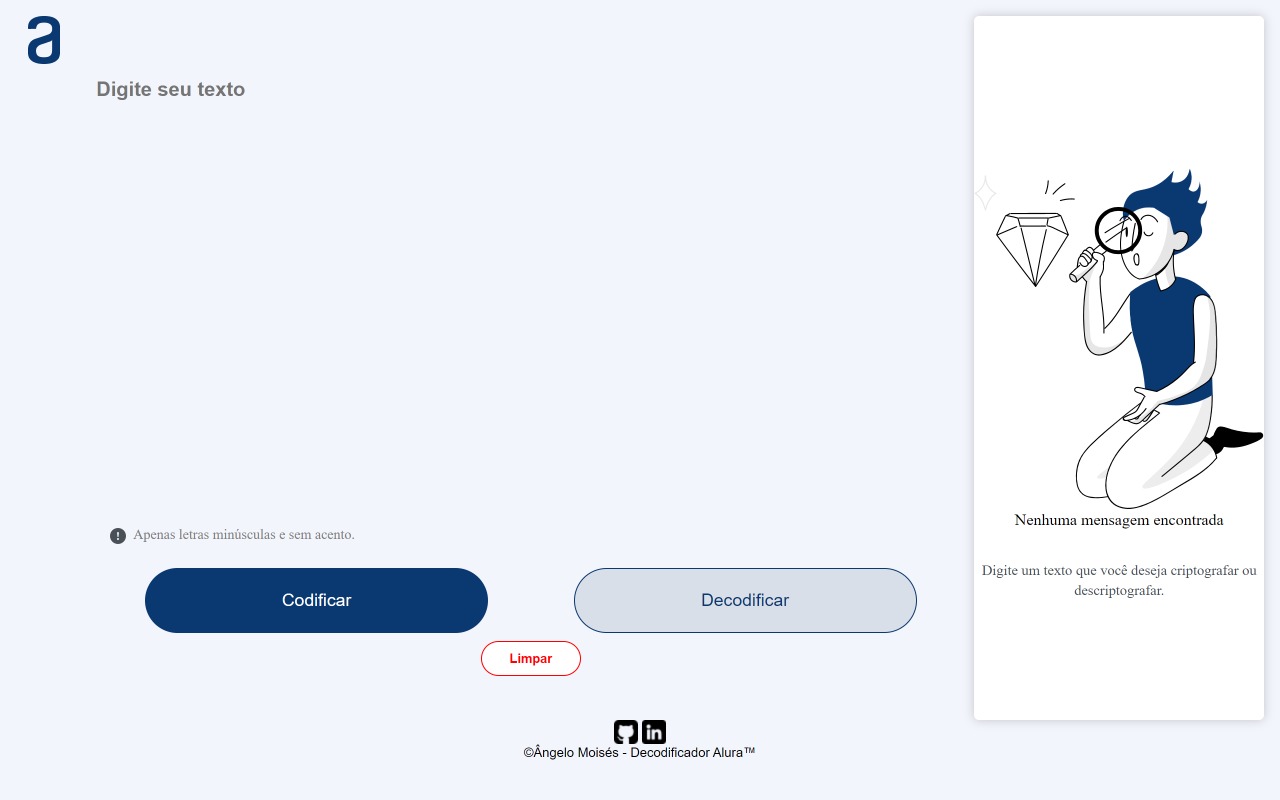 a
Digite seu texto
Apenas letras minúsculas e sem acento.
Codificar
Decodificar
Limpar
Nenhuma mensagem encontrada
Digite um texto que você deseja criptografar ou
descriptografar.
in
©Ângelo Moisés - Decodificador Alura™